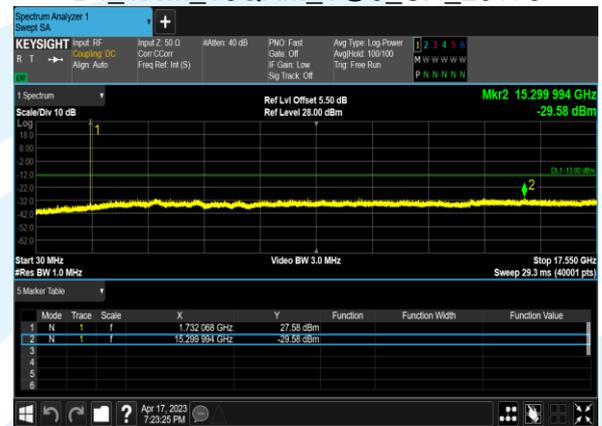 Spectrum Analyzer 1
Swept SA
KEYSIGHT
R T
Input: RF
Coupling: DC
Align: Auto
Input Z: 50 Ω
Corr CCorr
Freq Ref: Int (S)
#Atten: 40 dB
PNO: Fast
Gate: Off
IF Gain: Low
Sig Track: Off
Avg Type: Log-Power
Avg|Hold: 100/100
Trig: Free Run
1 2 3 4 5 6
M W W W W W
P N N N N N
1 Spectrum
Scale/Div 10 dB
Ref Lvl Offset 5.50 dB
Ref Level 28.00 dBm
Mkr2 15.299 994 GHz
-29.58 dBm
Log
18.0
8.00
-2.00
-12.0
-22.0
-32.0
-42.0
-52.0
-62.0
1
DL1 -13.00 dBm
2
Start 30 MHz
#Res BW 1.0 MHz
Video BW 3.0 MHz
Stop 17.550 GHz
Sweep 29.3 ms (40001 pts)
5 Marker Table
Mode Trace Scale X Y Function Function Width Function Value
1 N 1 f 1.732 068 GHz 27.58 dBm
2 N 1 f 15.299 994 GHz -29.58 dBm
3
4
5
6
?
Apr 17, 2023
7:23:25 PM